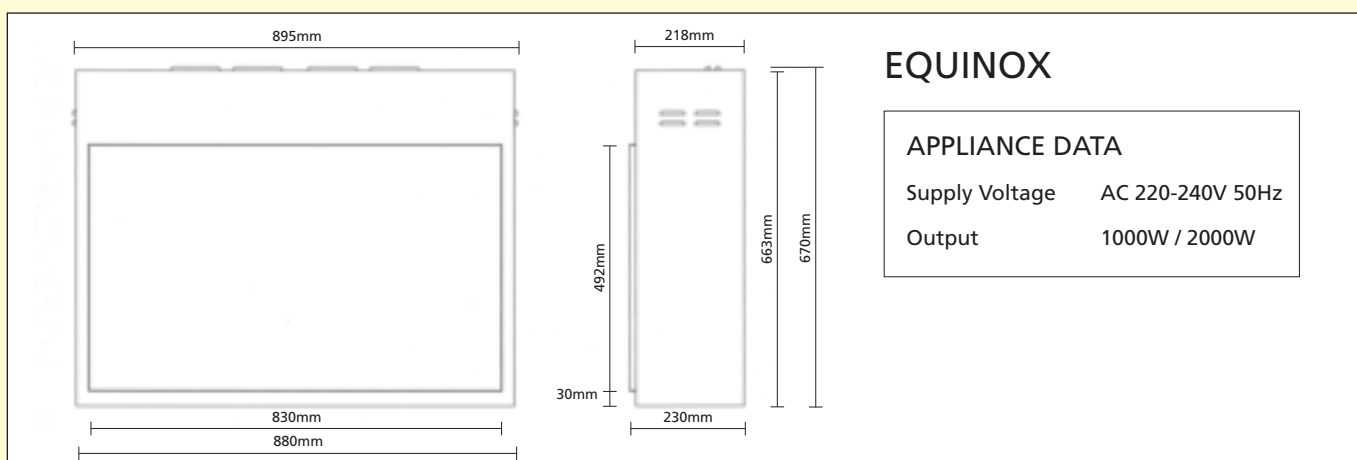 895mm
218mm
EQUINOX
APPLIANCE DATA
Supply Voltage AC 220-240V 50Hz
Output 1000W / 2000W
492mm
663mm
670mm
30mm
830mm
230mm
880mm